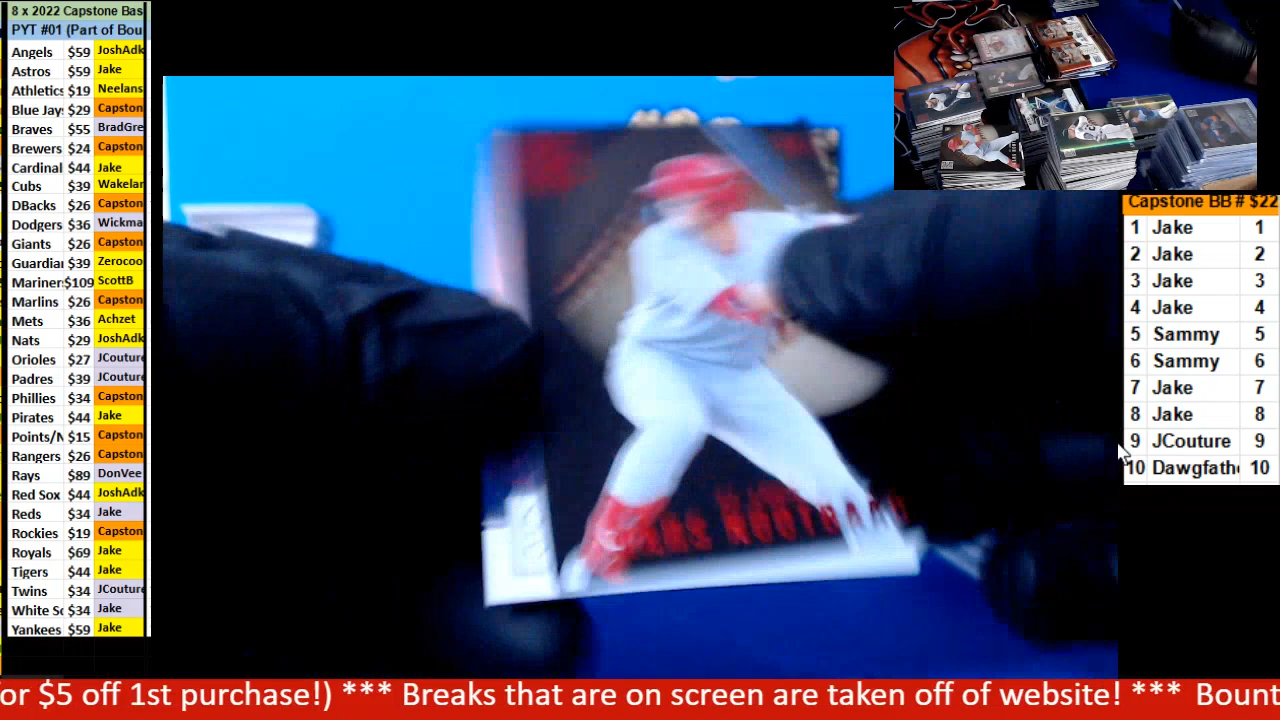 8 x 2022 Capstone Bas
PYT #01 (Part of Bou
Angels $59 JoshAdk
Astros $59 Jake
Athletics $19 Neelans
Blue Jay $29 Capston
Braves $55 BradGre
Brewers $24 Capston
Cardinal $44 Jake
Cubs $39 Wakelan
DBacks $26 Capston
Dodgers $36 Wickma
Giants $26 Capston
Guardian $39 Zerocoo
Mariners $109 ScottB
Marlins $26 Capston
Mets $36 Achzet
Nats $29 JoshAdk
Orioles $27 JCouture
Padres $39 JCouture
Phillies $34 Capston
Pirates $44 Jake
Points/N $15 Capston
Rangers $26 Capston
Rays $89 DonVee
Red Sox $44 JoshAdk
Reds $34 Jake
Rockies $19 Capston
Royals $69 Jake
Tigers $44 Jake
Twins $34 JCouture
White So $34 Jake
Yankees $59 Jake
Capstone BB # $22
1 Jake 1
2 Jake 2
3 Jake 3
4 Jake 4
5 Sammy 5
6 Sammy 6
7 Jake 7
8 Jake 8
9 JCouture 9
10 Dawgfathe 10
LARS NOOTBAAR
or $5 off 1st purchase!) *** Breaks that are on screen are taken off of website! *** Bount